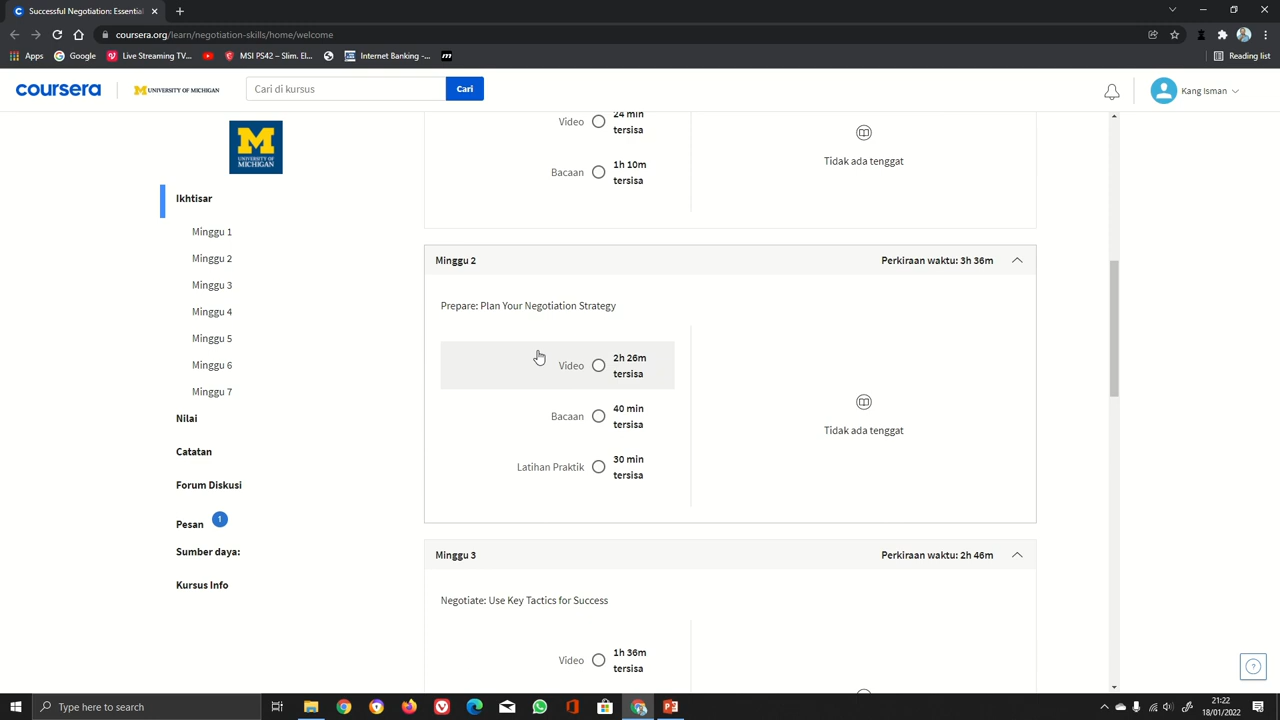 Successful Negotiation: Essential
coursera.org/learn/negotiation-skills/home/welcome
Apps
Google
Live Streaming TV...
MSI PS42 – Slim. El...
Internet Banking -...
m
Reading list
coursera
M UNIVERSITY OF MICHIGAN
Cari di kursus
Cari
Kang Isman
M
UNIVERSITY OF
MICHIGAN
Ikhtisar
Minggu 1
Minggu 2
Minggu 3
Minggu 4
Minggu 5
Minggu 6
Minggu 7
Nilai
Catatan
Forum Diskusi
Pesan
1
Sumber daya:
Kursus Info
Video
24 min
tersisa
Bacaan
1h 10m
tersisa
Tidak ada tenggat
Minggu 2
Perkiraan waktu: 3h 36m
Prepare: Plan Your Negotiation Strategy
Video
2h 26m
tersisa
Bacaan
40 min
tersisa
Latihan Praktik
30 min
tersisa
Tidak ada tenggat
Minggu 3
Perkiraan waktu: 2h 46m
Negotiate: Use Key Tactics for Success
Video
1h 36m
tersisa
Type here to search
21:22
18/01/2022